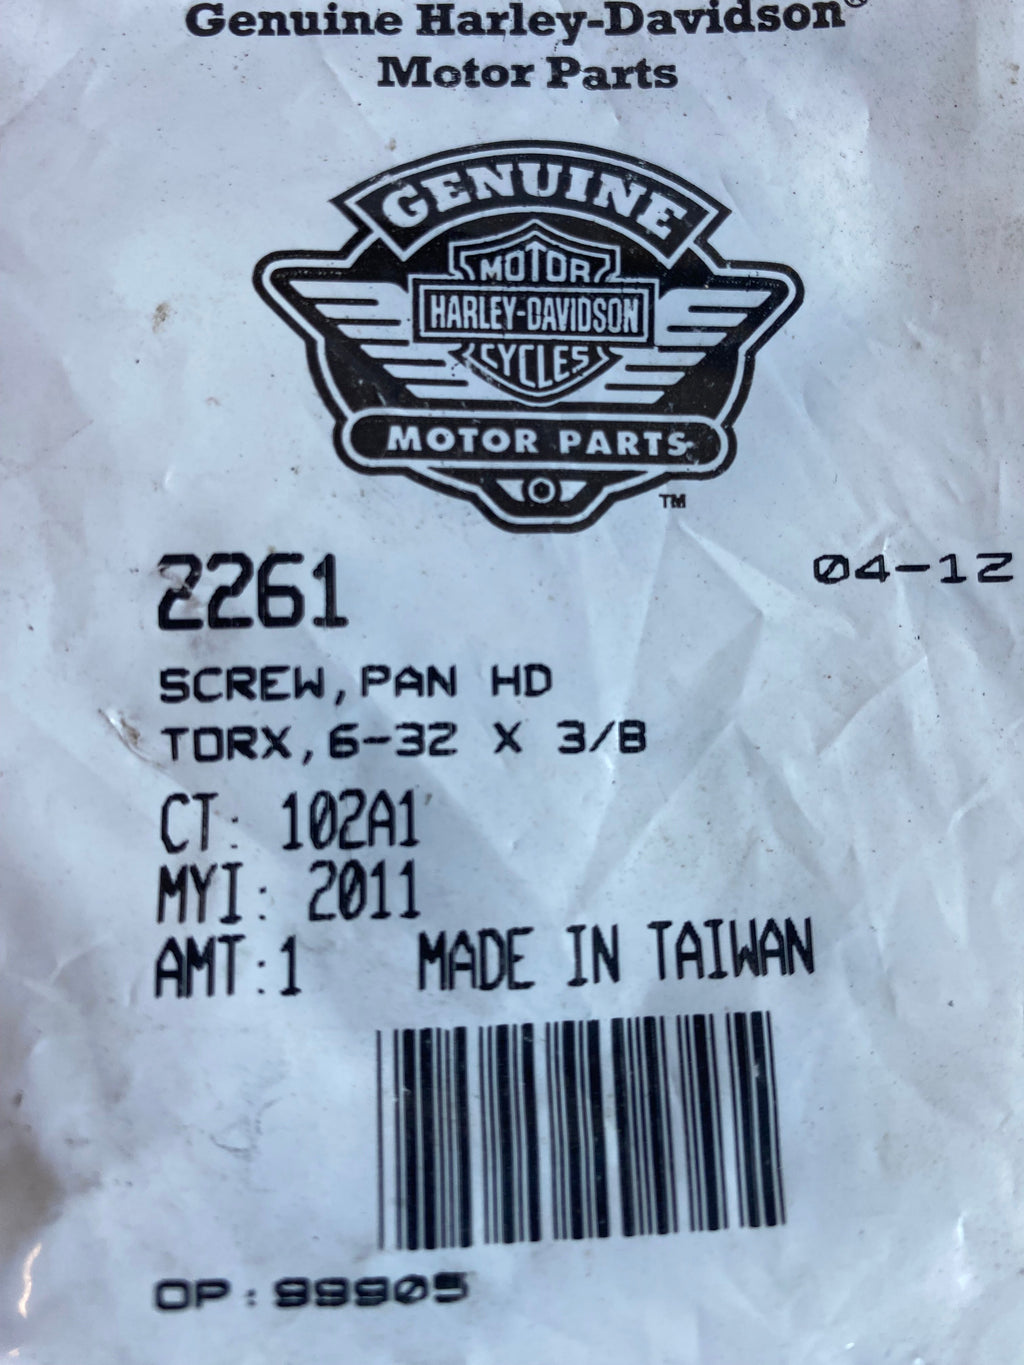 Genuine Harley-Davidson®
Motor Parts
GENUINE
MOTOR
HARLEY-DAVIDSON
CYCLES
MOTOR PARTS
TM
2261
04-12
SCREW,PAN HD
TORX,6-32 X 3/8
CT: 102A1
MYI: 2011
AMT:1 MADE IN TAIWAN
OP:99905